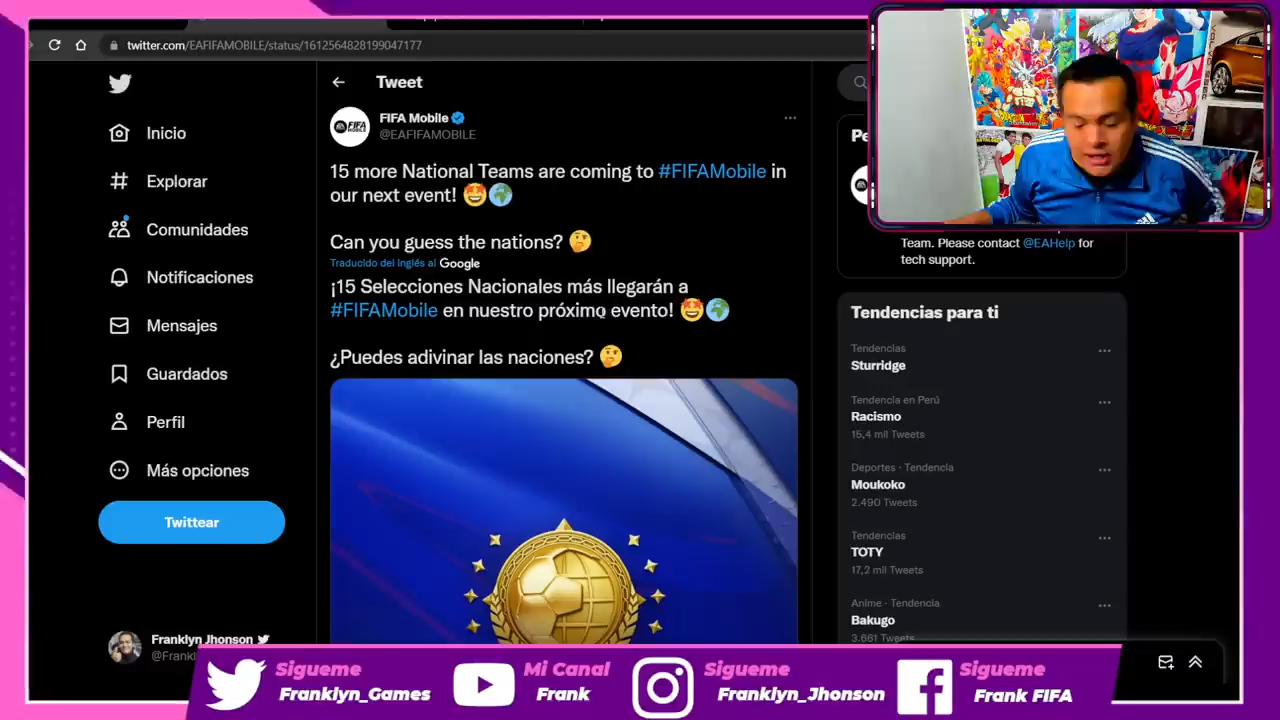 twitter.com/EAFIFAMOBILE/status/1612564828199047177
Tweet
Inicio
Explorar
Comunidades
Notificaciones
Mensajes
Guardados
Perfil
Más opciones
Twittear
Franklyn Jhonson
@Frankl
FIFA Mobile
@EAFIFAMOBILE
15 more National Teams are coming to #FIFAMobile in
our next event! 🤩🌍
Can you guess the nations? 🤔
Traducido del Inglés al Google
¡15 Selecciones Nacionales más llegarán a
#FIFAMobile en nuestro próximo evento! 🤩🌍
¿Puedes adivinar las naciones? 🤔
Pe
Team. Please contact @EAHelp for
tech support.
Tendencias para ti
Tendencias
Sturridge
Tendencia en Perú
Racismo
15,4 mil Tweets
Deportes · Tendencia
Moukoko
2.490 Tweets
Tendencias
TOTY
17,2 mil Tweets
Anime · Tendencia
Bakugo
3.661 Tweets
Sigueme
Franklyn_Games
Mi Canal
Frank
Sigueme
Franklyn_Jhonson
Sigueme
Frank FIFA